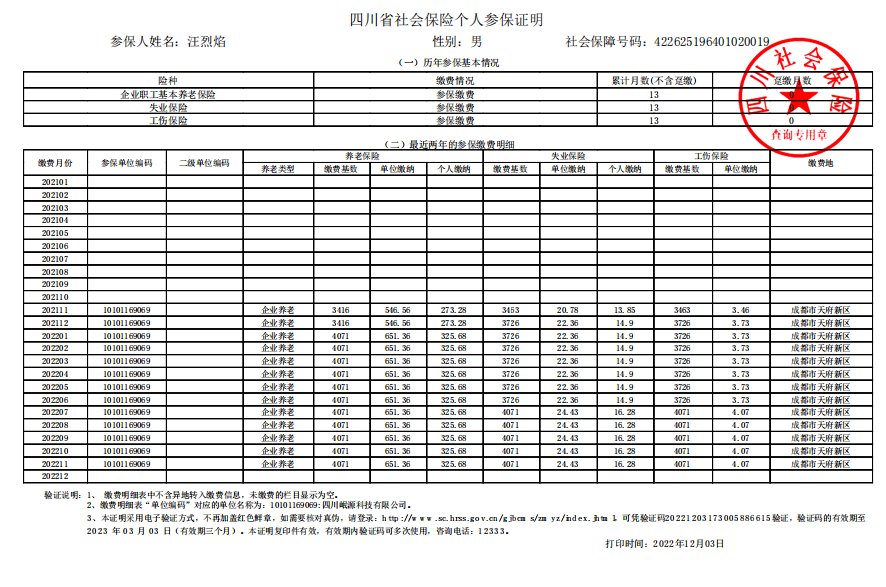 四川省社会保险个人参保证明
参保人姓名：汪烈焰 性别：男 社会保障号码：422625196401020019
（一）历年参保基本情况
险种 缴费情况 累计月数(不含趸缴) 趸缴月数
企业职工基本养老保险 参保缴费 13 0
失业保险 参保缴费 13 0
工伤保险 参保缴费 13 0
四川社会保险
查询专用章
（二）最近两年的参保缴费明细
缴费月份 参保单位编码 二级单位编码 养老保险 失业保险 工伤保险 缴费地
养老类型 缴费基数 单位缴纳 个人缴纳 缴费基数 单位缴纳 个人缴纳 缴费基数 单位缴纳
202101
202102
202103
202104
202105
202106
202107
202108
202109
202110
202111 10101169069 企业养老 3416 546.56 273.28 3463 20.78 13.85 3463 3.46 成都市天府新区
202112 10101169069 企业养老 3416 546.56 273.28 3726 22.36 14.9 3726 3.73 成都市天府新区
202201 10101169069 企业养老 4071 651.36 325.68 3726 22.36 14.9 3726 3.73 成都市天府新区
202202 10101169069 企业养老 4071 651.36 325.68 3726 22.36 14.9 3726 3.73 成都市天府新区
202203 10101169069 企业养老 4071 651.36 325.68 3726 22.36 14.9 3726 3.73 成都市天府新区
202204 10101169069 企业养老 4071 651.36 325.68 3726 22.36 14.9 3726 3.73 成都市天府新区
202205 10101169069 企业养老 4071 651.36 325.68 3726 22.36 14.9 3726 3.73 成都市天府新区
202206 10101169069 企业养老 4071 651.36 325.68 3726 22.36 14.9 3726 3.73 成都市天府新区
202207 10101169069 企业养老 4071 651.36 325.68 4071 24.43 16.28 4071 4.07 成都市天府新区
202208 10101169069 企业养老 4071 651.36 325.68 4071 24.43 16.28 4071 4.07 成都市天府新区
202209 10101169069 企业养老 4071 651.36 325.68 4071 24.43 16.28 4071 4.07 成都市天府新区
202210 10101169069 企业养老 4071 651.36 325.68 4071 24.43 16.28 4071 4.07 成都市天府新区
202211 10101169069 企业养老 4071 651.36 325.68 4071 24.43 16.28 4071 4.07 成都市天府新区
202212
验证说明：1、 缴费明细表中不含异地转入缴费信息，未缴费的栏目显示为空。
2、缴费明细表“单位编码”对应的单位名称为：10101169069:四川岷源科技有限公司。
3、本证明采用电子验证方式，不再加盖红色鲜章，如需要核对真伪，请登录：http://www.sc.hrss.gov.cn/gjbcms/zmyz/index.jhtml，可凭验证码20221203173005886615验证，验证码的有效期至
2023 年 03 月 03 日（有效期三个月）。本证明复印件有效，有效期内验证码可多次使用，咨询电话：12333。
打印时间：2022年12月03日